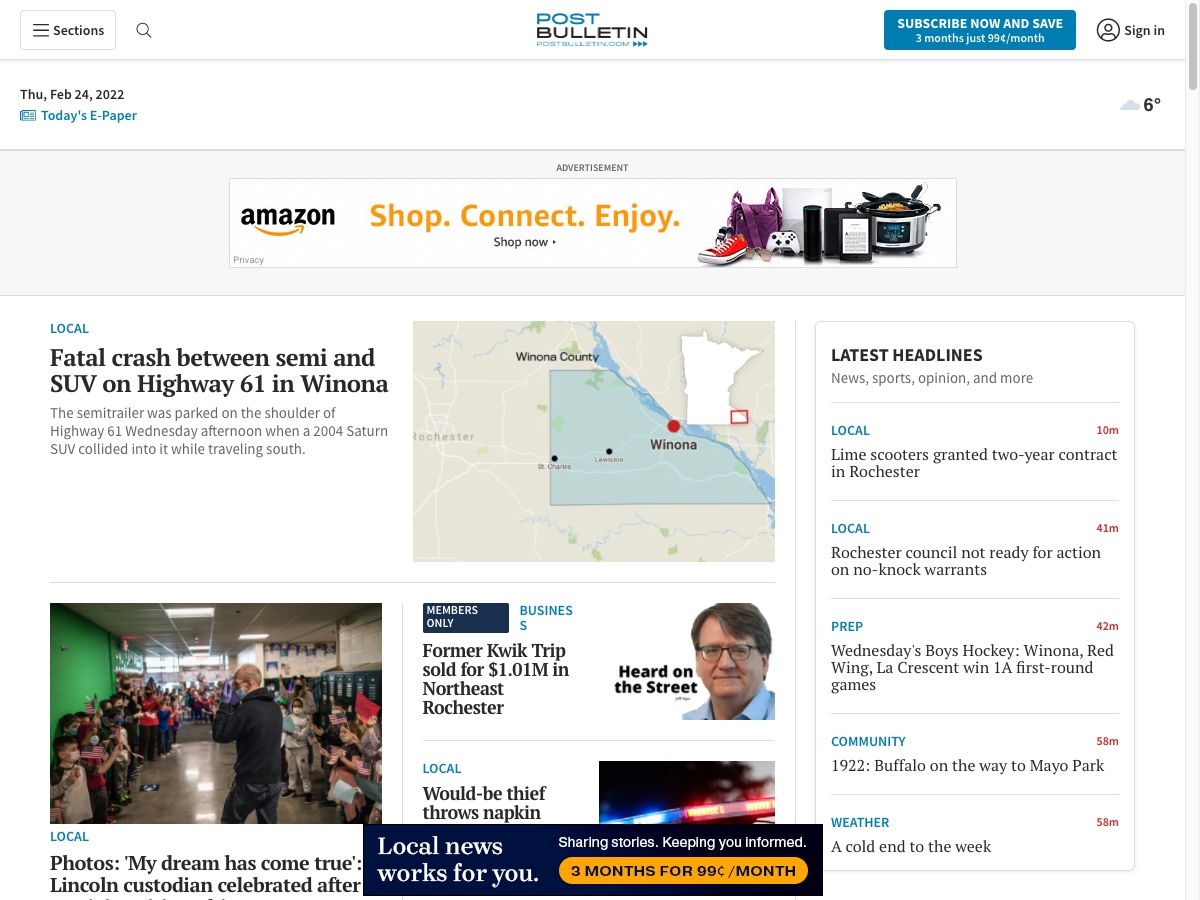 Sections
POST
BULLETIN
POSTBULLETIN.COM
SUBSCRIBE NOW AND SAVE
3 months just 99¢/month
Sign in
Thu, Feb 24, 2022
Today's E-Paper
6°
ADVERTISEMENT
amazon
Shop. Connect. Enjoy.
Shop now
Privacy
LOCAL
Fatal crash between semi and
SUV on Highway 61 in Winona
The semitrailer was parked on the shoulder of
Highway 61 Wednesday afternoon when a 2004 Saturn
SUV collided into it while traveling south.
Winona County
Rochester
Winona
St. Charles
Lewiston
LATEST HEADLINES
News, sports, opinion, and more
LOCAL
10m
Lime scooters granted two-year contract
in Rochester
LOCAL
41m
Rochester council not ready for action
on no-knock warrants
PREP
42m
Wednesday's Boys Hockey: Winona, Red
Wing, La Crescent win 1A first-round
games
COMMUNITY
58m
1922: Buffalo on the way to Mayo Park
WEATHER
58m
A cold end to the week
LOCAL
Photos: 'My dream has come true':
Lincoln custodian celebrated after
MEMBERS
ONLY
BUSINES
S
Former Kwik Trip
sold for $1.01M in
Northeast
Rochester
Heard on
the Street
LOCAL
Would-be thief
throws napkin
Local news
works for you.
Sharing stories. Keeping you informed.
3 MONTHS FOR 99¢ /MONTH